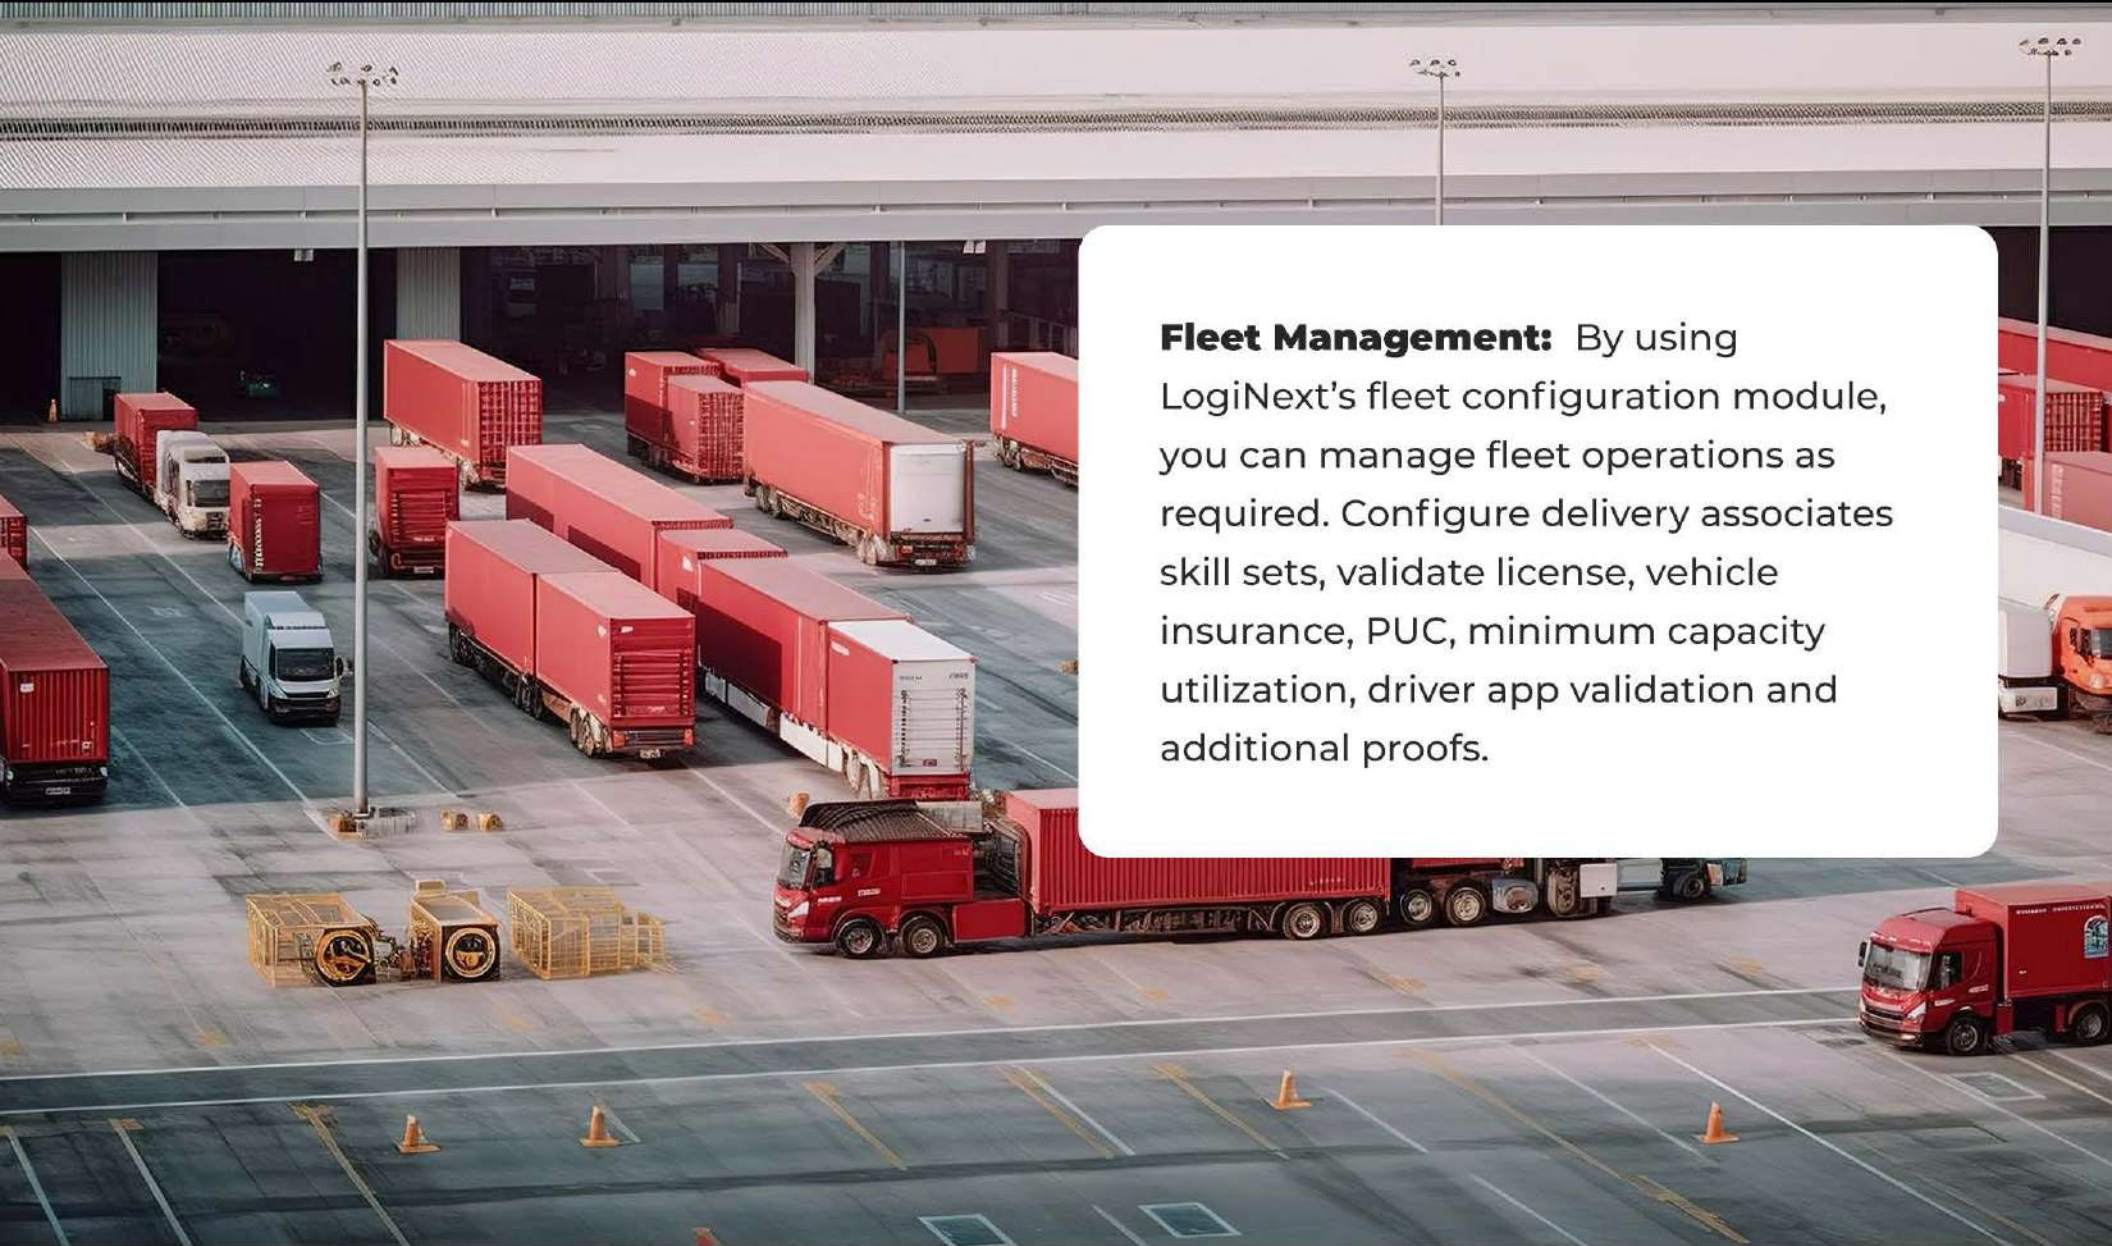 Fleet Management: By using
LogiNext's fleet configuration module,
you can manage fleet operations as
required. Configure delivery associates
skill sets, validate license, vehicle
insurance, PUC, minimum capacity
utilization, driver app validation and
additional proofs.